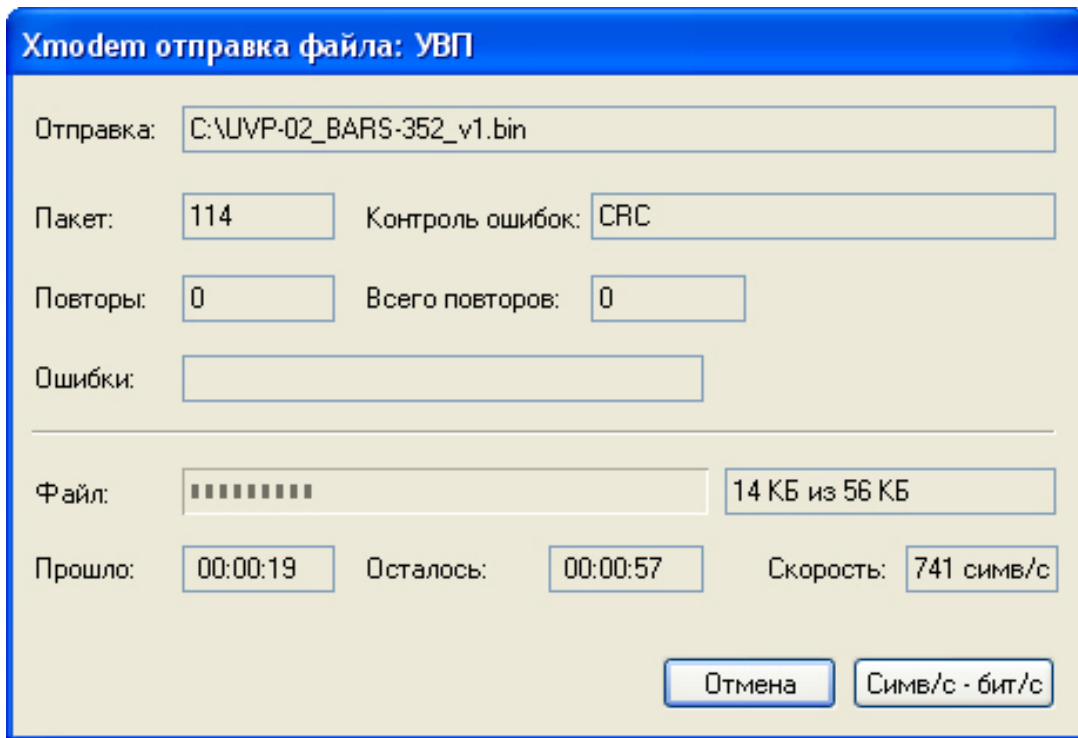 Xmodem отправка файла: УВП
Отправка: C:\UVP-02_BARS-352_v1.bin
Пакет: 114 Контроль ошибок: CRC
Повторы: 0 Всего повторов: 0
Ошибки:
Файл: 14 КБ из 56 КБ
Прошло: 00:00:19 Осталось: 00:00:57 Скорость: 741 симв/с
Отмена Симв/с - бит/с